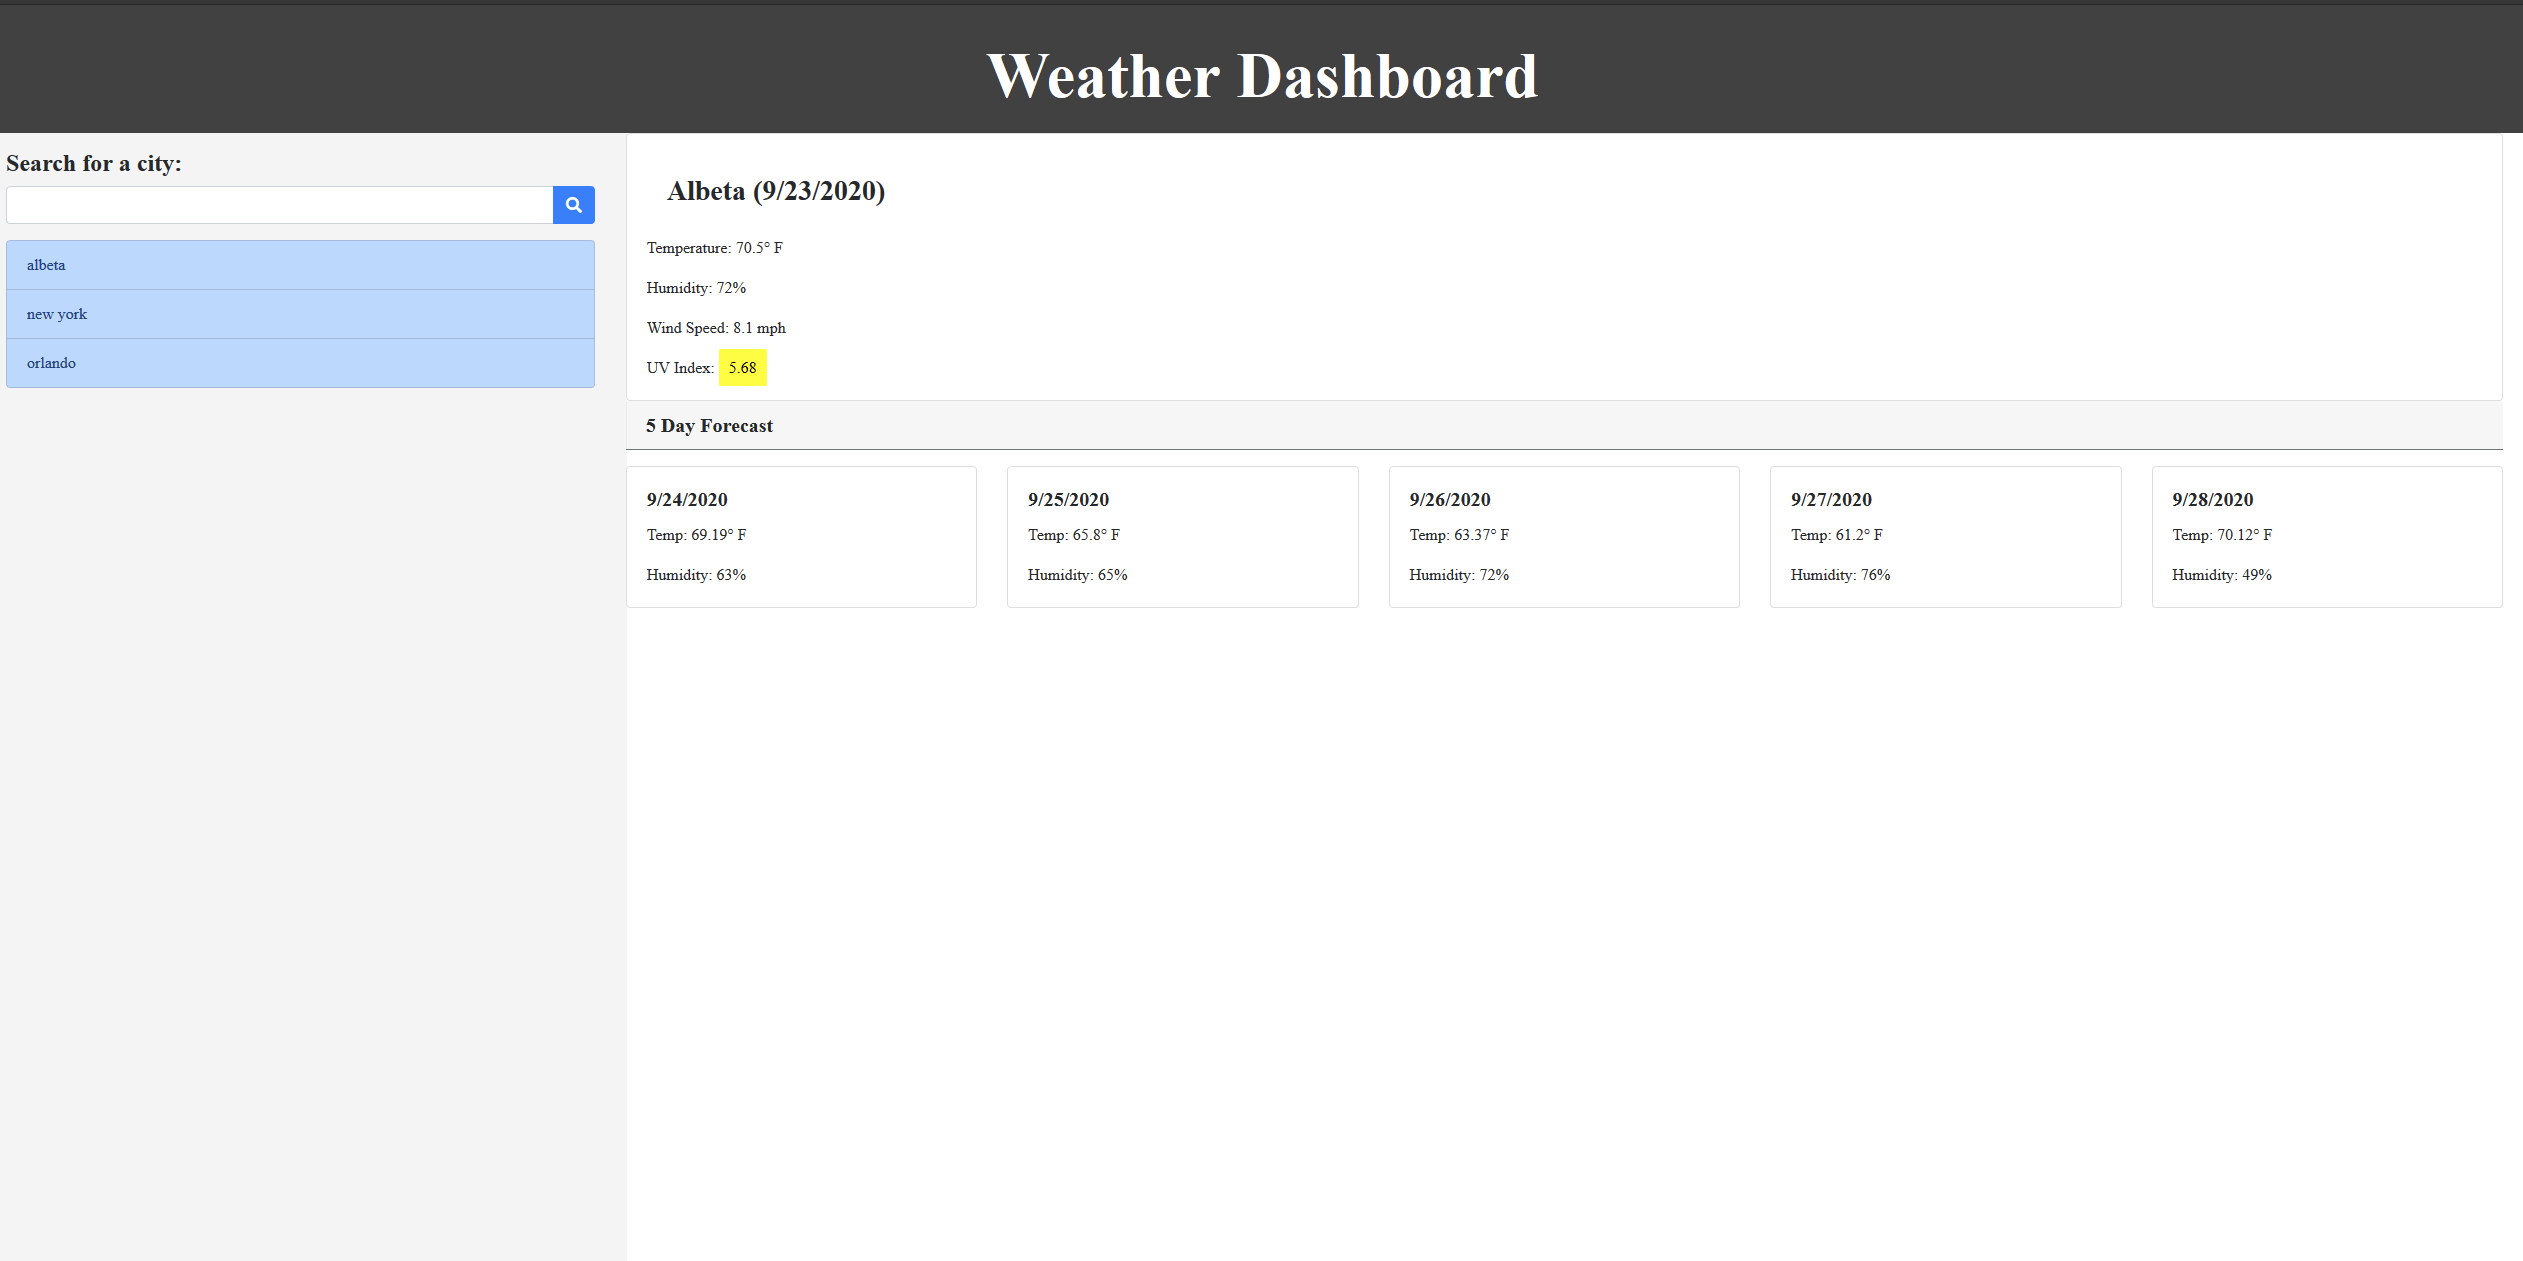 Weather Dashboard
Search for a city:
albeta
new york
orlando
Albeta (9/23/2020)
Temperature: 70.5° F
Humidity: 72%
Wind Speed: 8.1 mph
UV Index: 5.68
5 Day Forecast
9/24/2020
Temp: 69.19° F
Humidity: 63%
9/25/2020
Temp: 65.8° F
Humidity: 65%
9/26/2020
Temp: 63.37° F
Humidity: 72%
9/27/2020
Temp: 61.2° F
Humidity: 76%
9/28/2020
Temp: 70.12° F
Humidity: 49%